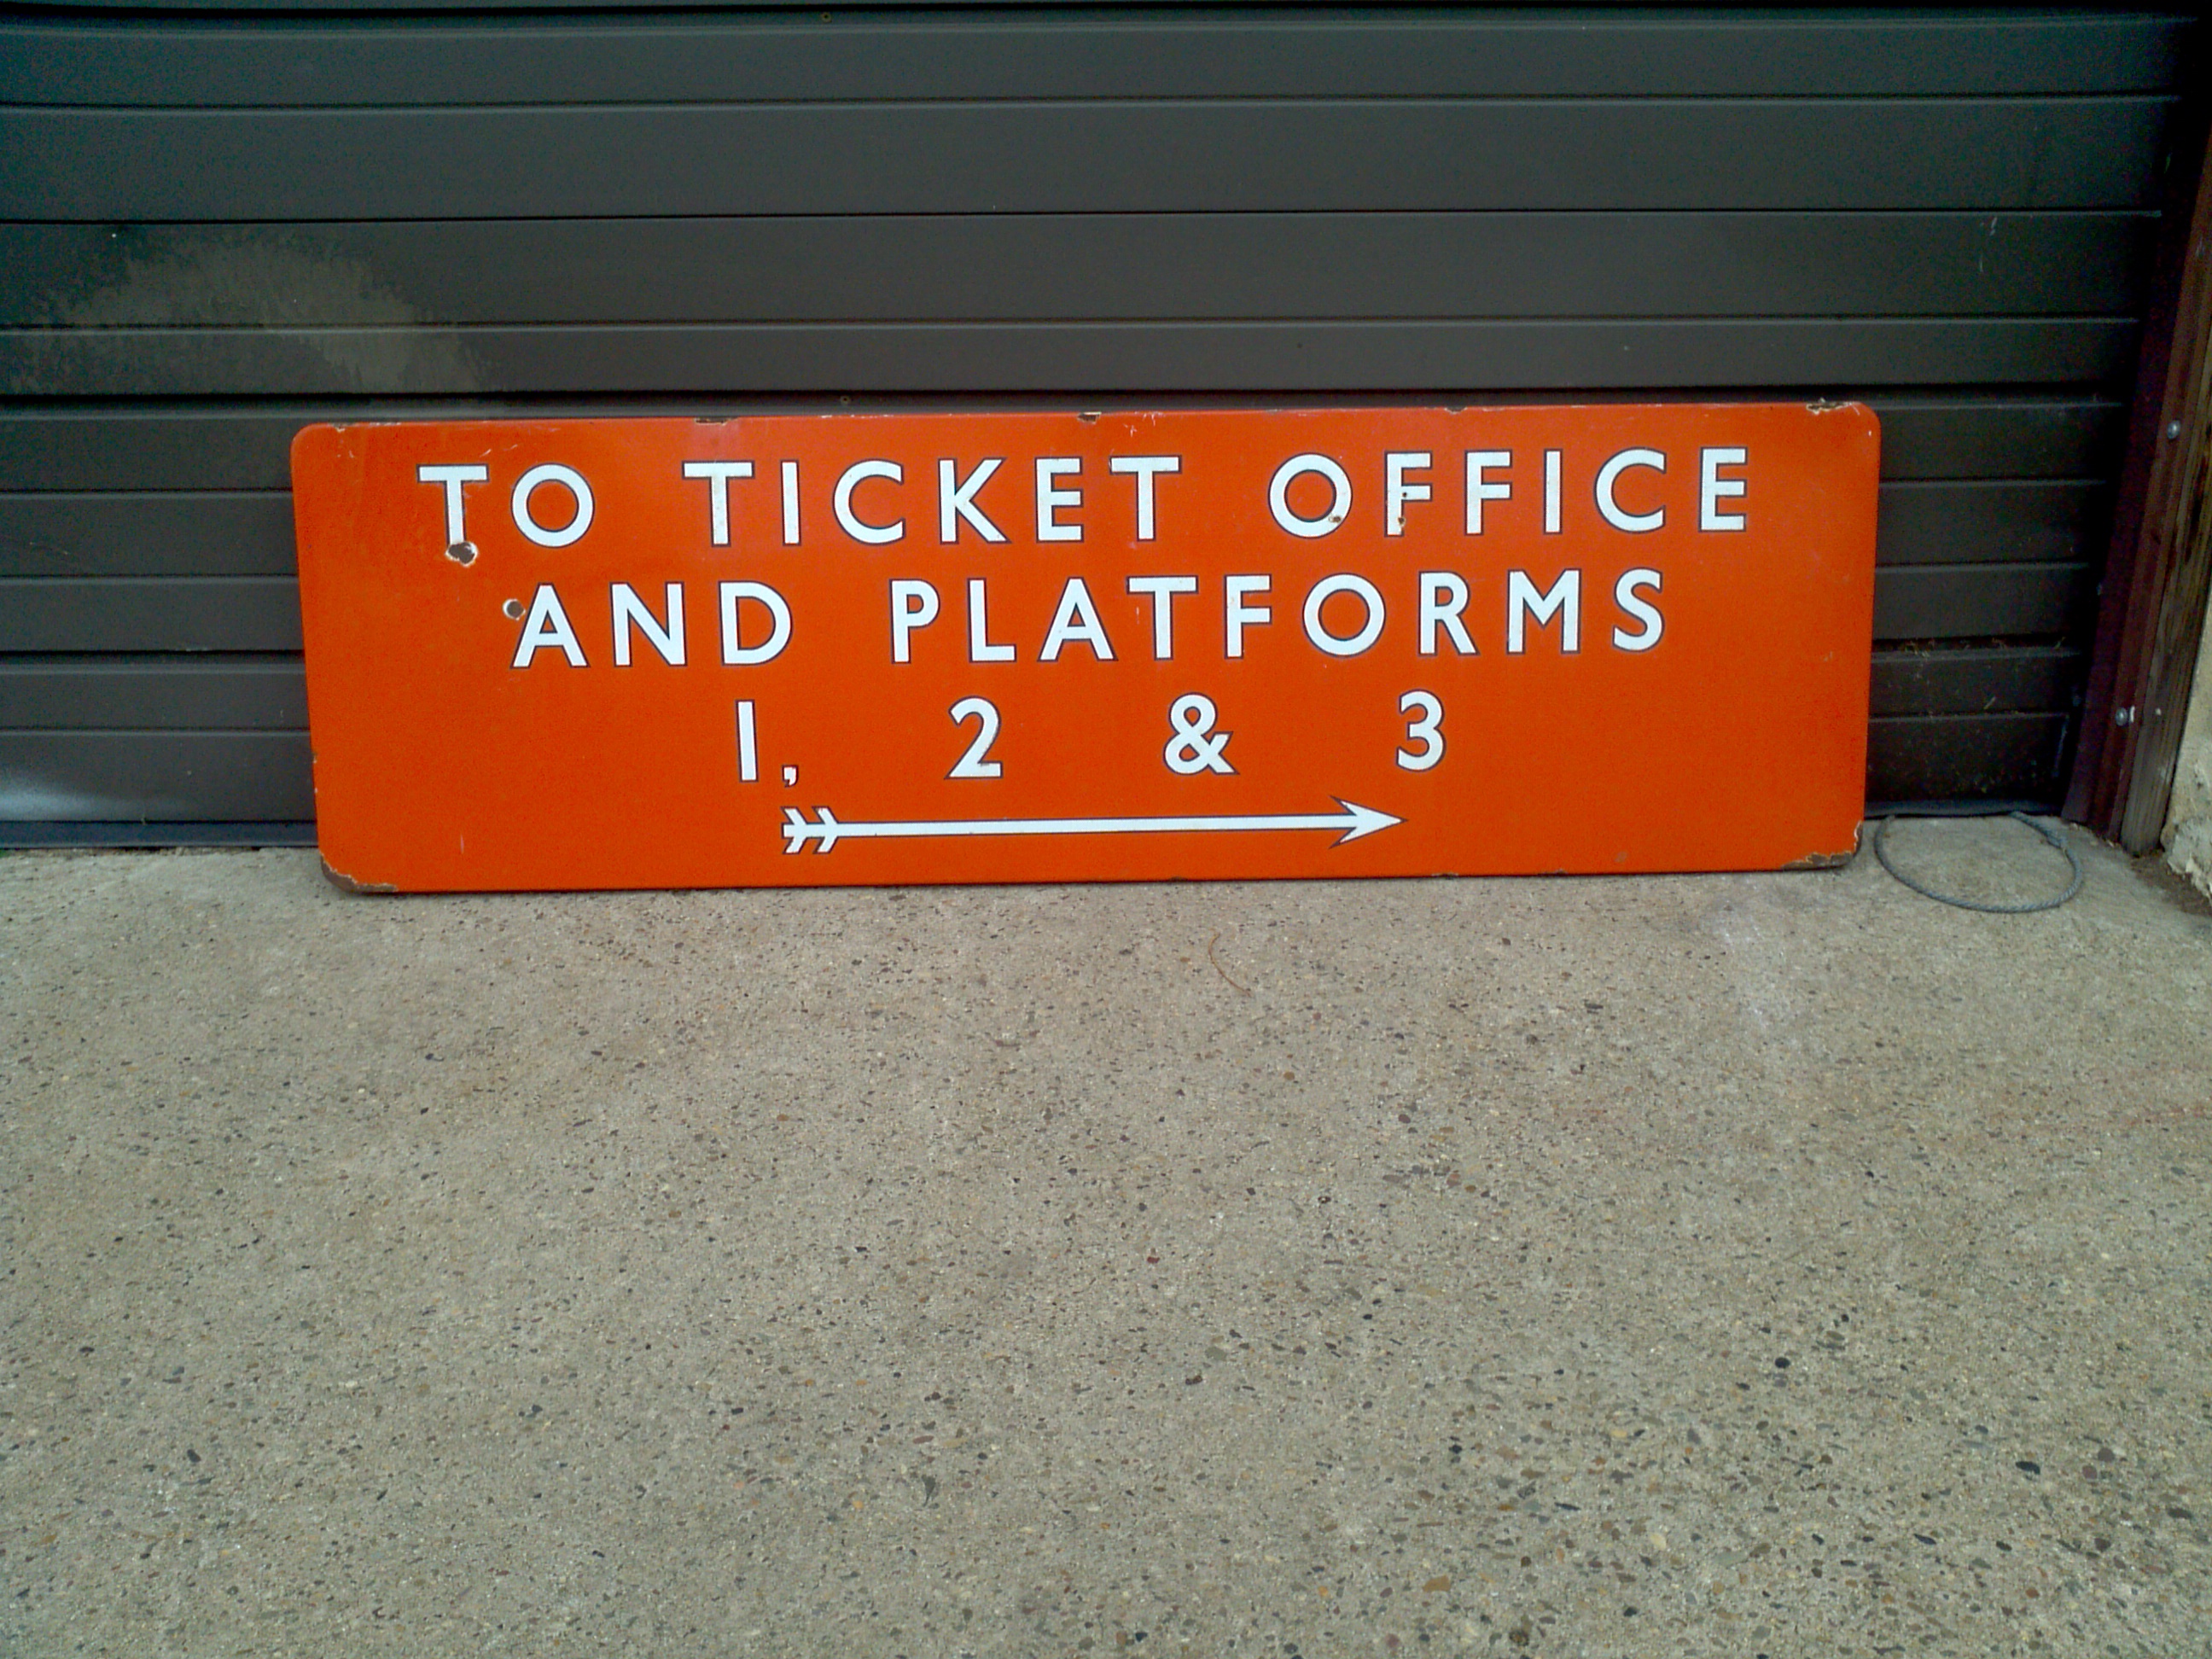 TO TICKET OFFICE
AND PLATFORMS
1, 2 & 3